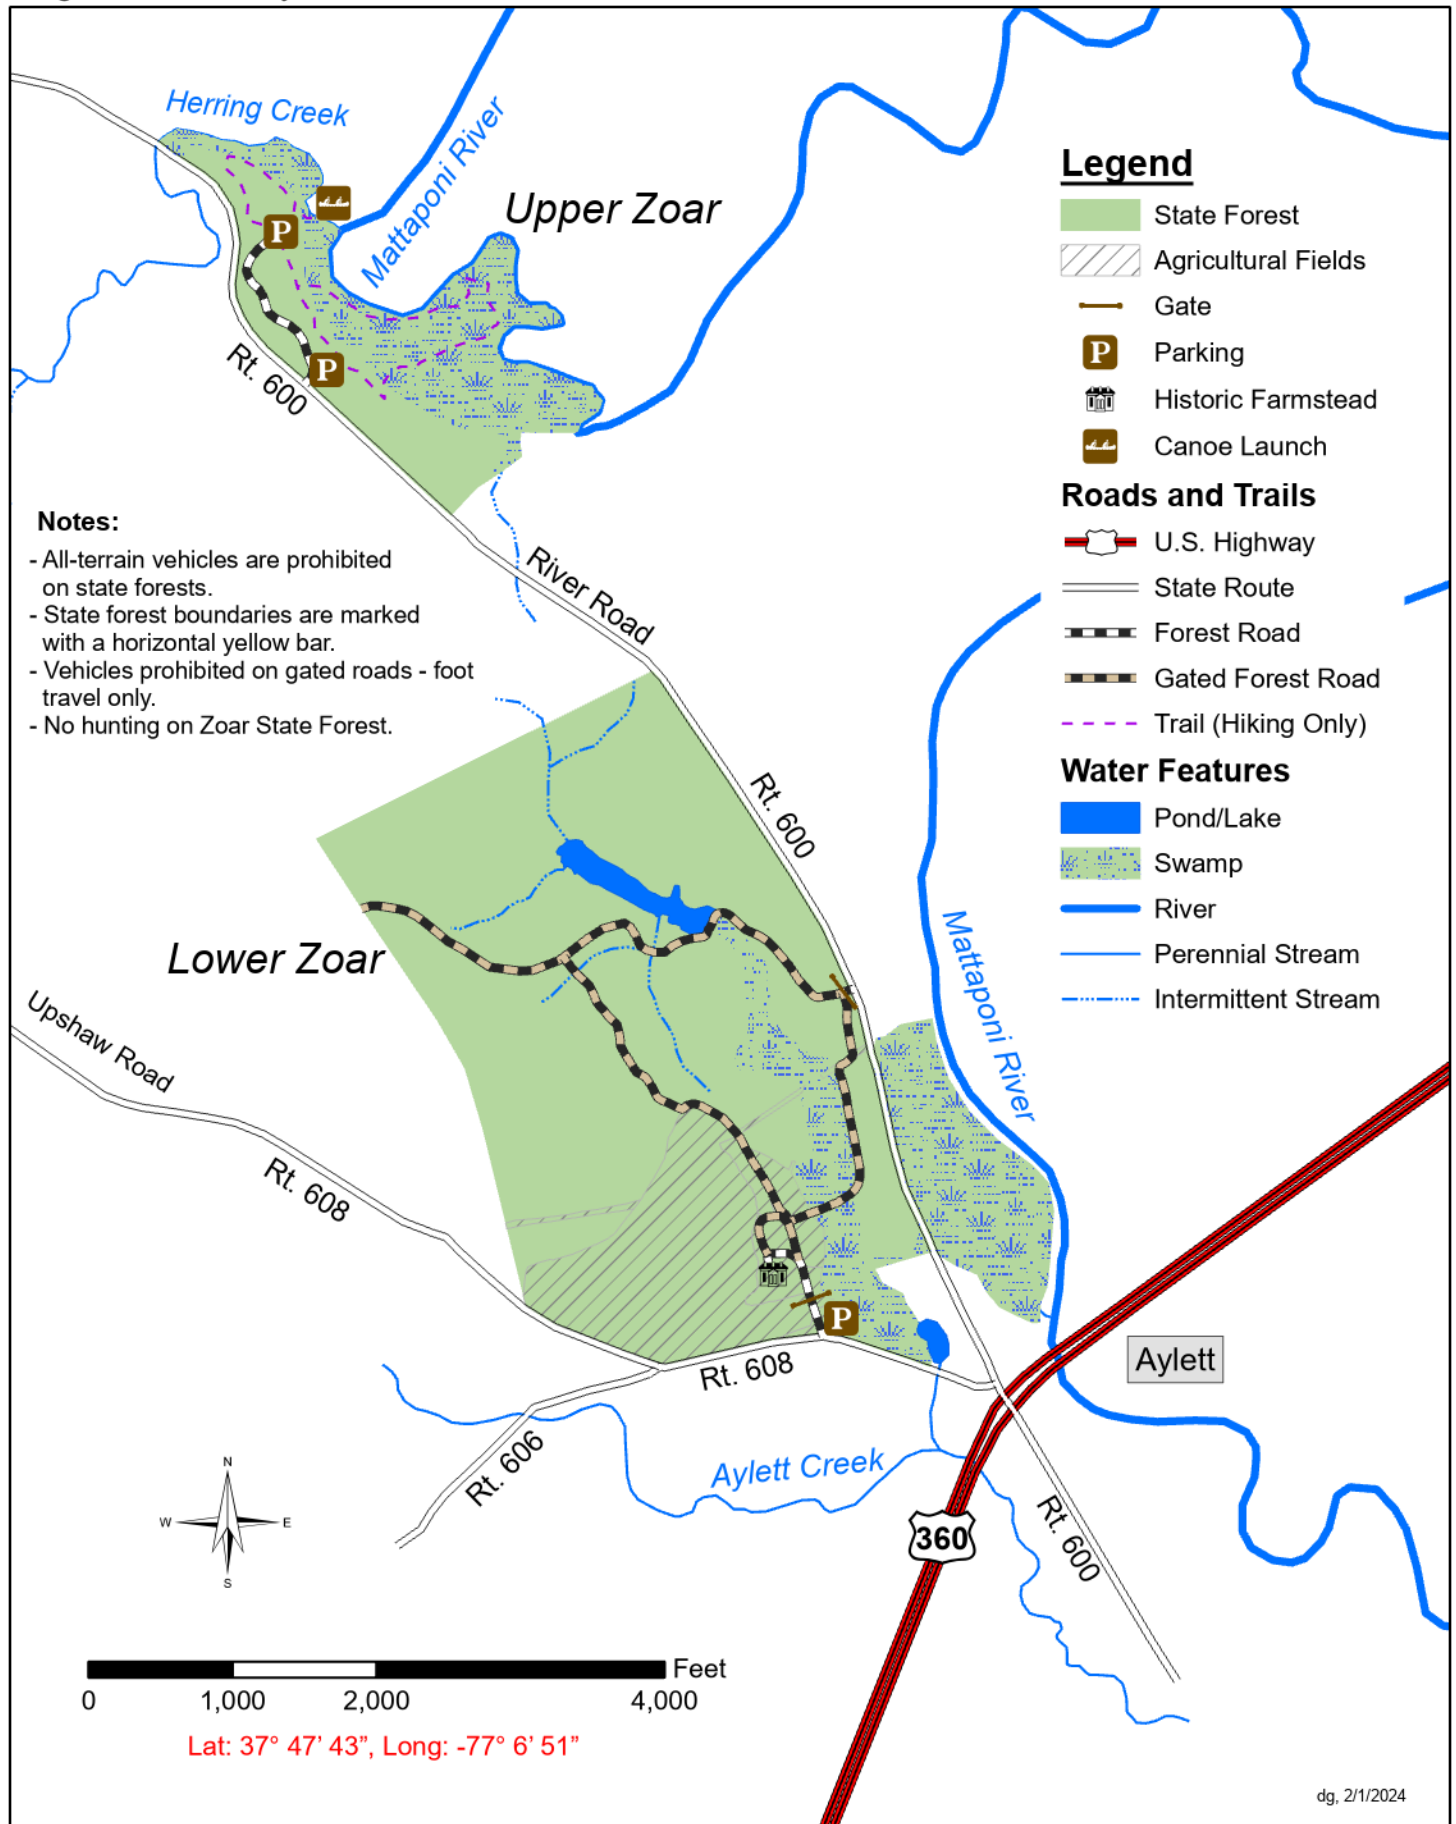 Herring Creek
Mattaponi River
Upper Zoar
P
P
Rt. 600
Legend
State Forest
Agricultural Fields
Gate
P
Parking
Historic Farmstead
Canoe Launch
Roads and Trails
U.S. Highway
State Route
Forest Road
Gated Forest Road
Trail (Hiking Only)
Water Features
Pond/Lake
Swamp
River
Perennial Stream
Intermittent Stream
Notes:
- All-terrain vehicles are prohibited
on state forests.
- State forest boundaries are marked
with a horizontal yellow bar.
- Vehicles prohibited on gated roads - foot
travel only.
- No hunting on Zoar State Forest.
River Road
Rt. 600
Lower Zoar
Mattaponi River
Upshaw Road
Rt. 608
P
Rt. 608
Aylett
Rt. 606
Aylett Creek
360
Rt. 600
N
W
E
S
Feet
0
1,000
2,000
4,000
Lat: 37° 47’ 43”, Long: -77° 6’ 51”
dg, 2/1/2024